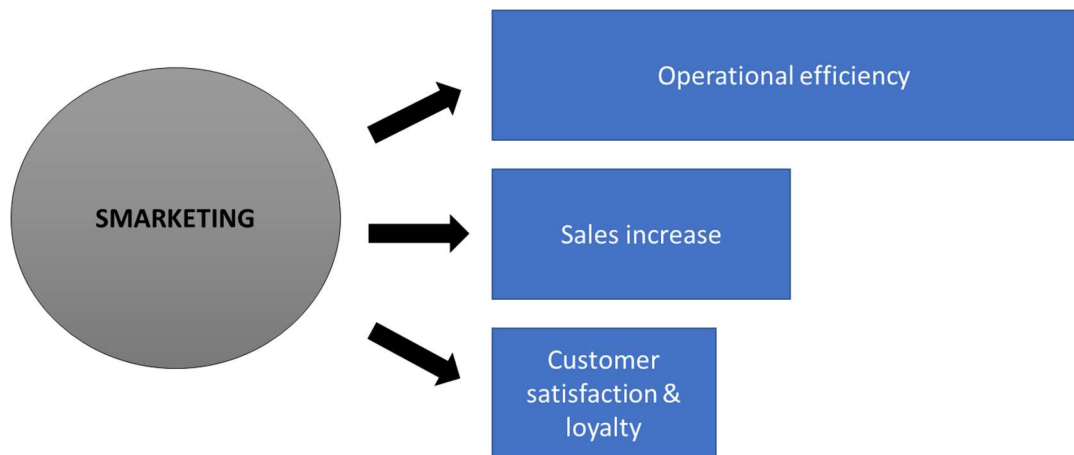 SMARKETING
Operational efficiency
Sales increase
Customer
satisfaction &
loyalty